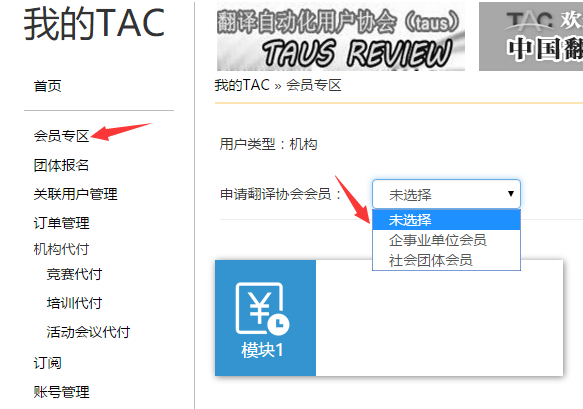 我的TAC
翻译自动化用户协会（taus）
TAUS REVIEW
TAC 欢
中国翻
首页
会员专区
团体报名
关联用户管理
订单管理
机构代付
竞赛代付
培训代付
活动会议代付
订阅
账号管理
我的TAC » 会员专区
用户类型：机构
申请翻译协会会员：
未选择
未选择
企事业单位会员
社会团体会员
¥
模块1